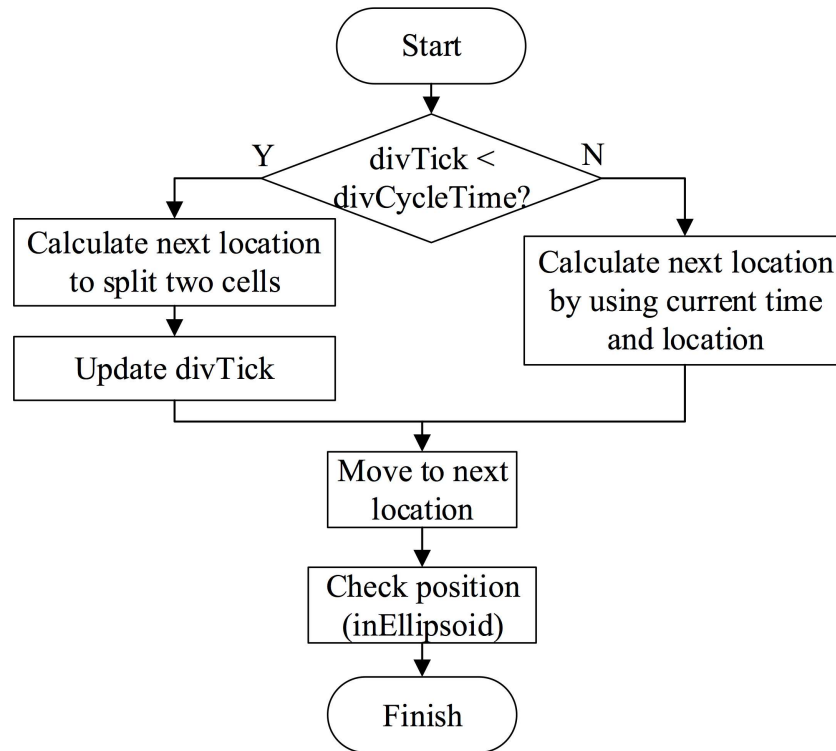 Start
divTick <
divCycleTime?
Y
N
Calculate next location
to split two cells
Update divTick
Calculate next location
by using current time
and location
Move to next
location
Check position
(inEllipsoid)
Finish